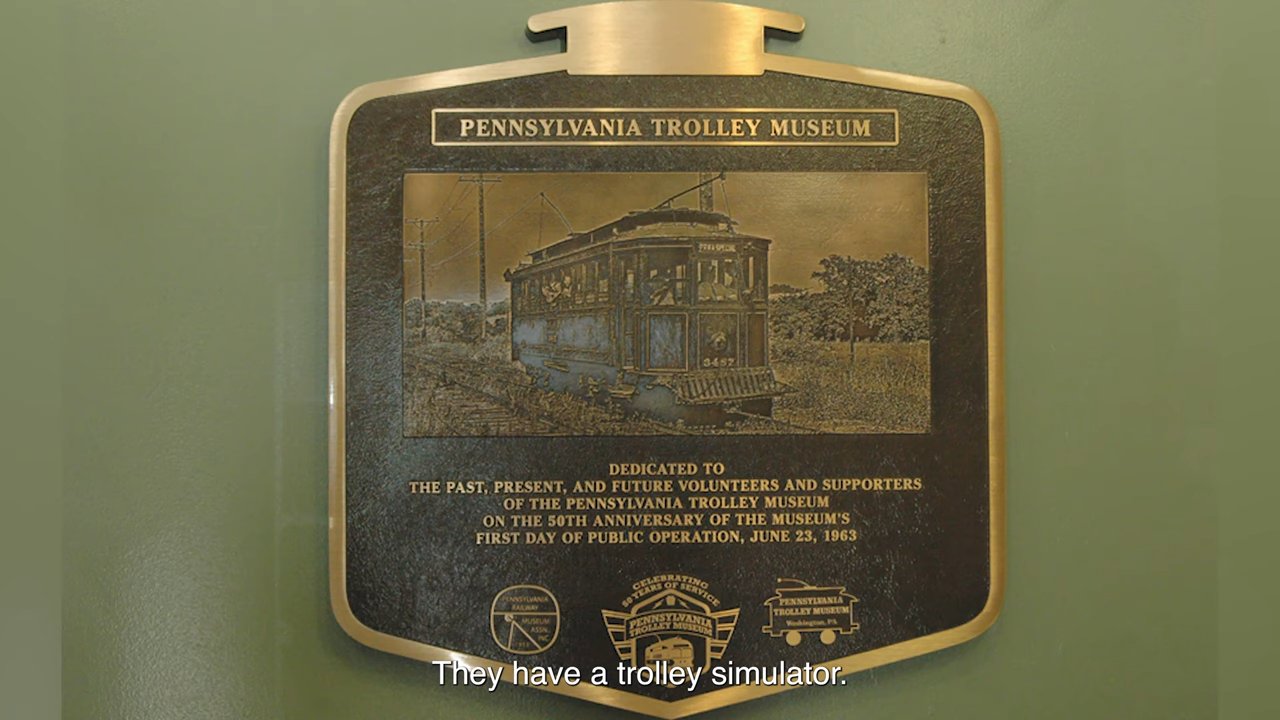 PENNSYLVANIA TROLLEY MUSEUM
3487
DEDICATED TO
THE PAST, PRESENT, AND FUTURE VOLUNTEERS AND SUPPORTERS
OF THE PENNSYLVANIA TROLLEY MUSEUM
ON THE 50TH ANNIVERSARY OF THE MUSEUM'S
FIRST DAY OF PUBLIC OPERATION, JUNE 23, 1963
PENNSYLVANIA
RAILWAY
MUSEUM
ASSN.
INC.
CELEBRATING
50 YEARS OF SERVICE
PENNSYLVANIA
TROLLEY MUSEUM
PENNSYLVANIA
TROLLEY MUSEUM
Washington, PA
They have a trolley simulator.